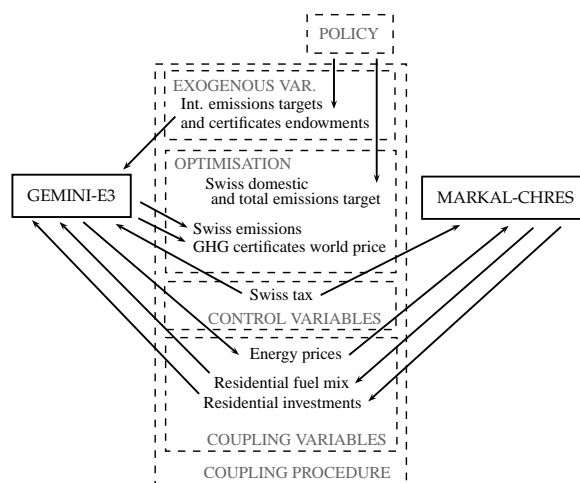 POLICY
EXOGENOUS VAR.
Int. emissions targets
and certificates endowments
OPTIMISATION
Swiss domestic
and total emissions target
GEMINI-E3
MARKAL-CHRES
Swiss emissions
GHG certificates world price
Swiss tax
CONTROL VARIABLES
Energy prices
Residential fuel mix
Residential investments
COUPLING VARIABLES
COUPLING PROCEDURE